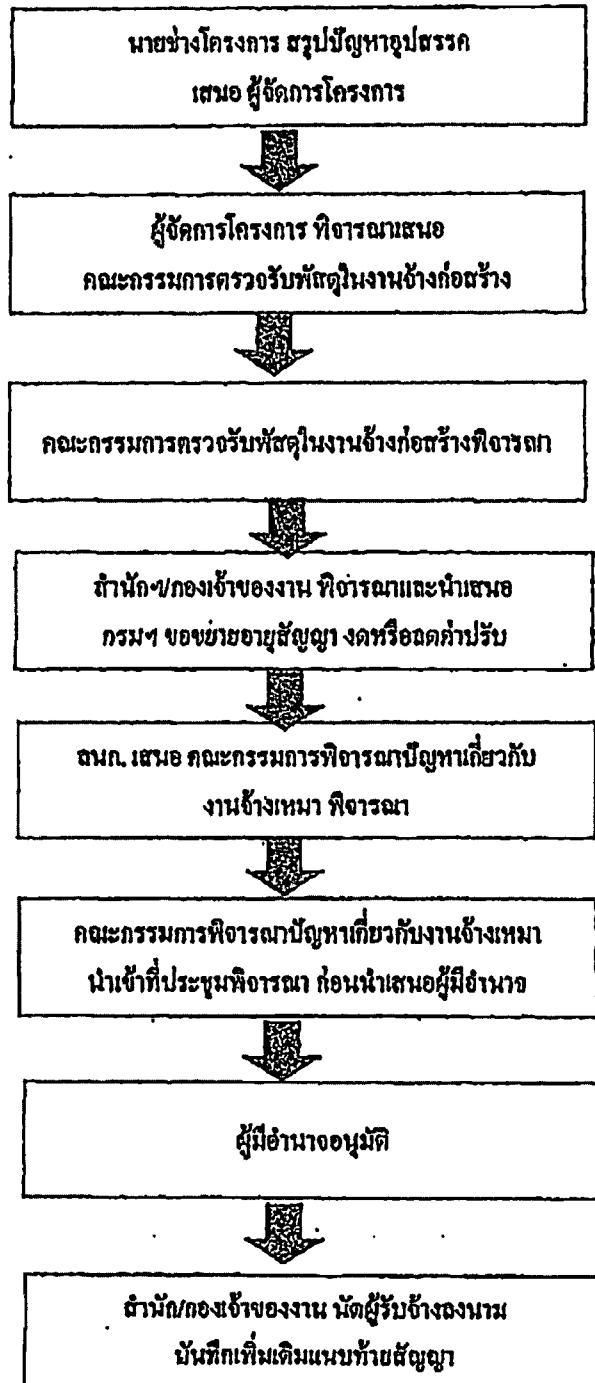 นายช่างโครงการ สรุปปัญหาอุปสรรค
เสนอ ผู้จัดการโครงการ
ผู้จัดการโครงการ พิจารณาเสนอ
คณะกรรมการตรวจรับพัสดุในงานจ้างก่อสร้าง
คณะกรรมการตรวจรับพัสดุในงานจ้างก่อสร้างพิจารณา
สำนักฯ/กองเจ้าของงาน พิจารณาและนำเสนอ
กรมฯ ขอขยายอายุสัญญา งดหรือลดค่าปรับ
ลนก. เสนอ คณะกรรมการพิจารณาปัญหาเกี่ยวกับ
งานจ้างเหมา พิจารณา
คณะกรรมการพิจารณาปัญหาเกี่ยวกับงานจ้างเหมา
นำเข้าที่ประชุมพิจารณา ก่อนนำเสนอผู้มีอำนาจ
ผู้มีอำนาจอนุมัติ
สำนัก/กองเจ้าของงาน นัดผู้รับจ้างลงนาม
บันทึกเพิ่มเติมแนบท้ายสัญญา